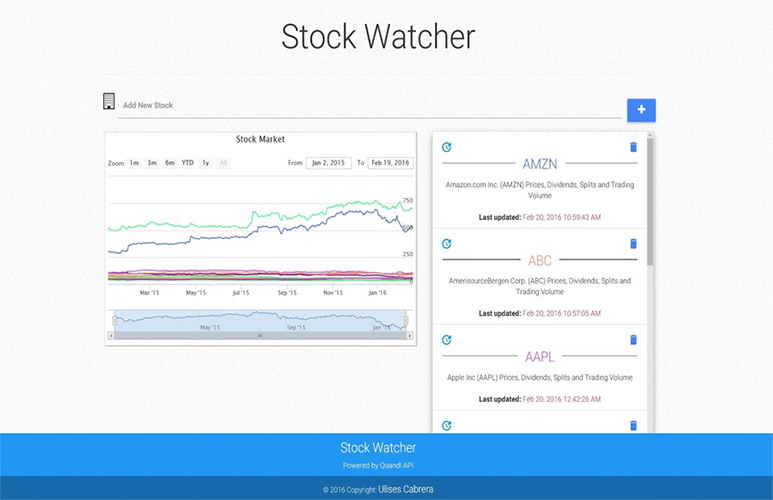 Stock Watcher
Add New Stock
+
Stock Market
Zoom 1m 3m 6m YTD 1y All From Jan 2, 2015 To Feb 19, 2016
750
500
250
0
Mar '15 May '15 Jul '15 Sep '15 Nov '15 Jan '16
May '15 Sep '15 Jan '16
AMZN
Amazon.com Inc. (AMZN) Prices, Dividends, Splits and Trading
Volume
Last updated: Feb 20, 2016 10:59:43 AM
ABC
AmerisourceBergen Corp. (ABC) Prices, Dividends, Splits and
Trading Volume
Last updated: Feb 20, 2016 10:57:05 AM
AAPL
Apple Inc (AAPL) Prices, Dividends, Splits and Trading Volume
Last updated: Feb 20, 2016 12:42:26 AM
Stock Watcher
Powered by Quandl API
© 2016 Copyright: Ulises Cabrera